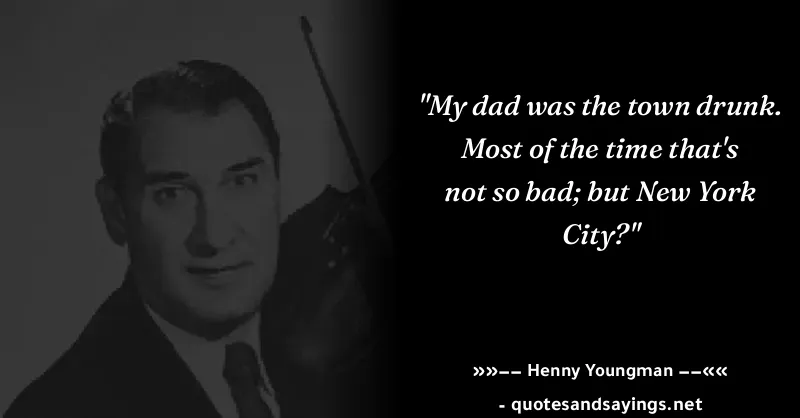 "My dad was the town drunk.
Most of the time that's
not so bad; but New York
City?"
»»–– Henny Youngman ––««
- quotesandsayings.net